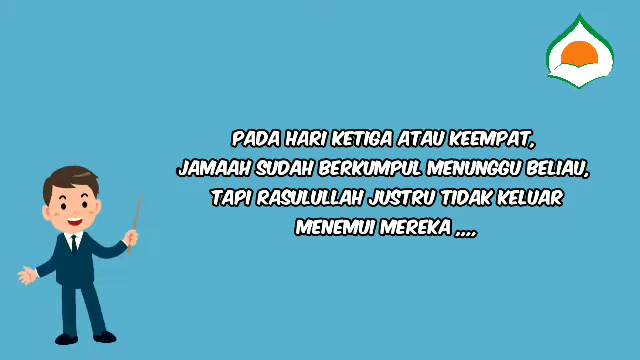 PADA HARI KETIGA ATAU KEEMPAT,
JAMAAH SUDAH BERKUMPUL MENUNGGU BELIAU,
TAPI RASULULLAH JUSTRU TIDAK KELUAR
MENEMUI MEREKA ,,,,